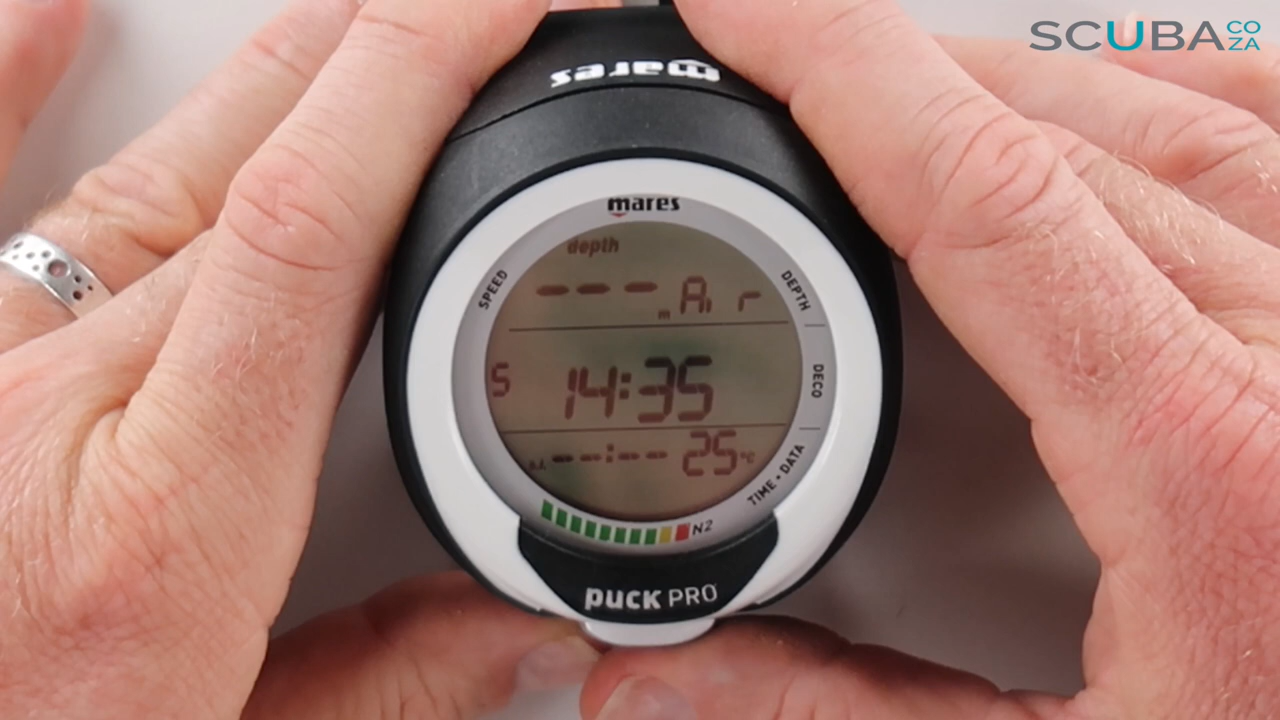 SCUBA CO ZA
mares
mares
depth
SPEED
DEPTH
--- m Air
DECO
S 14:35
--:-- 25 °C
TIME • DATA
N2
puck PRO